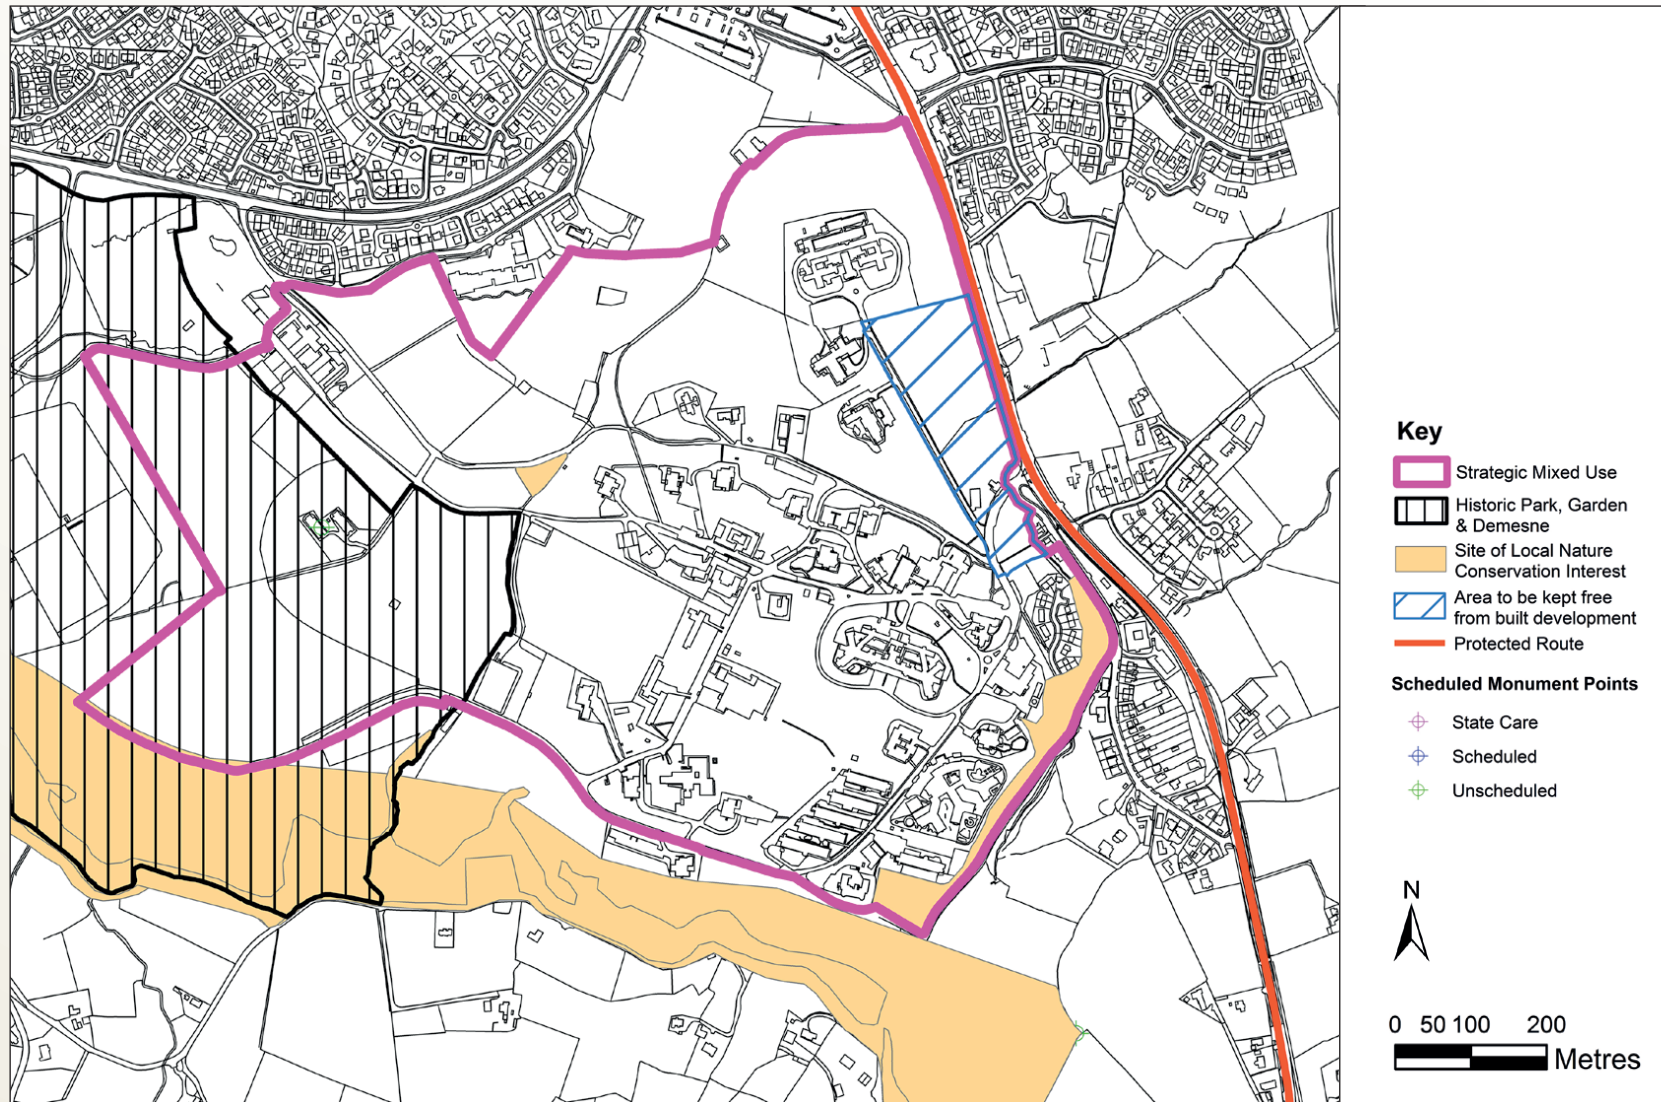 Key
Strategic Mixed Use
Historic Park, Garden
& Demesne
Site of Local Nature
Conservation Interest
Area to be kept free
from built development
Protected Route
Scheduled Monument Points
State Care
Scheduled
Unscheduled
N
0 50 100 200
Metres